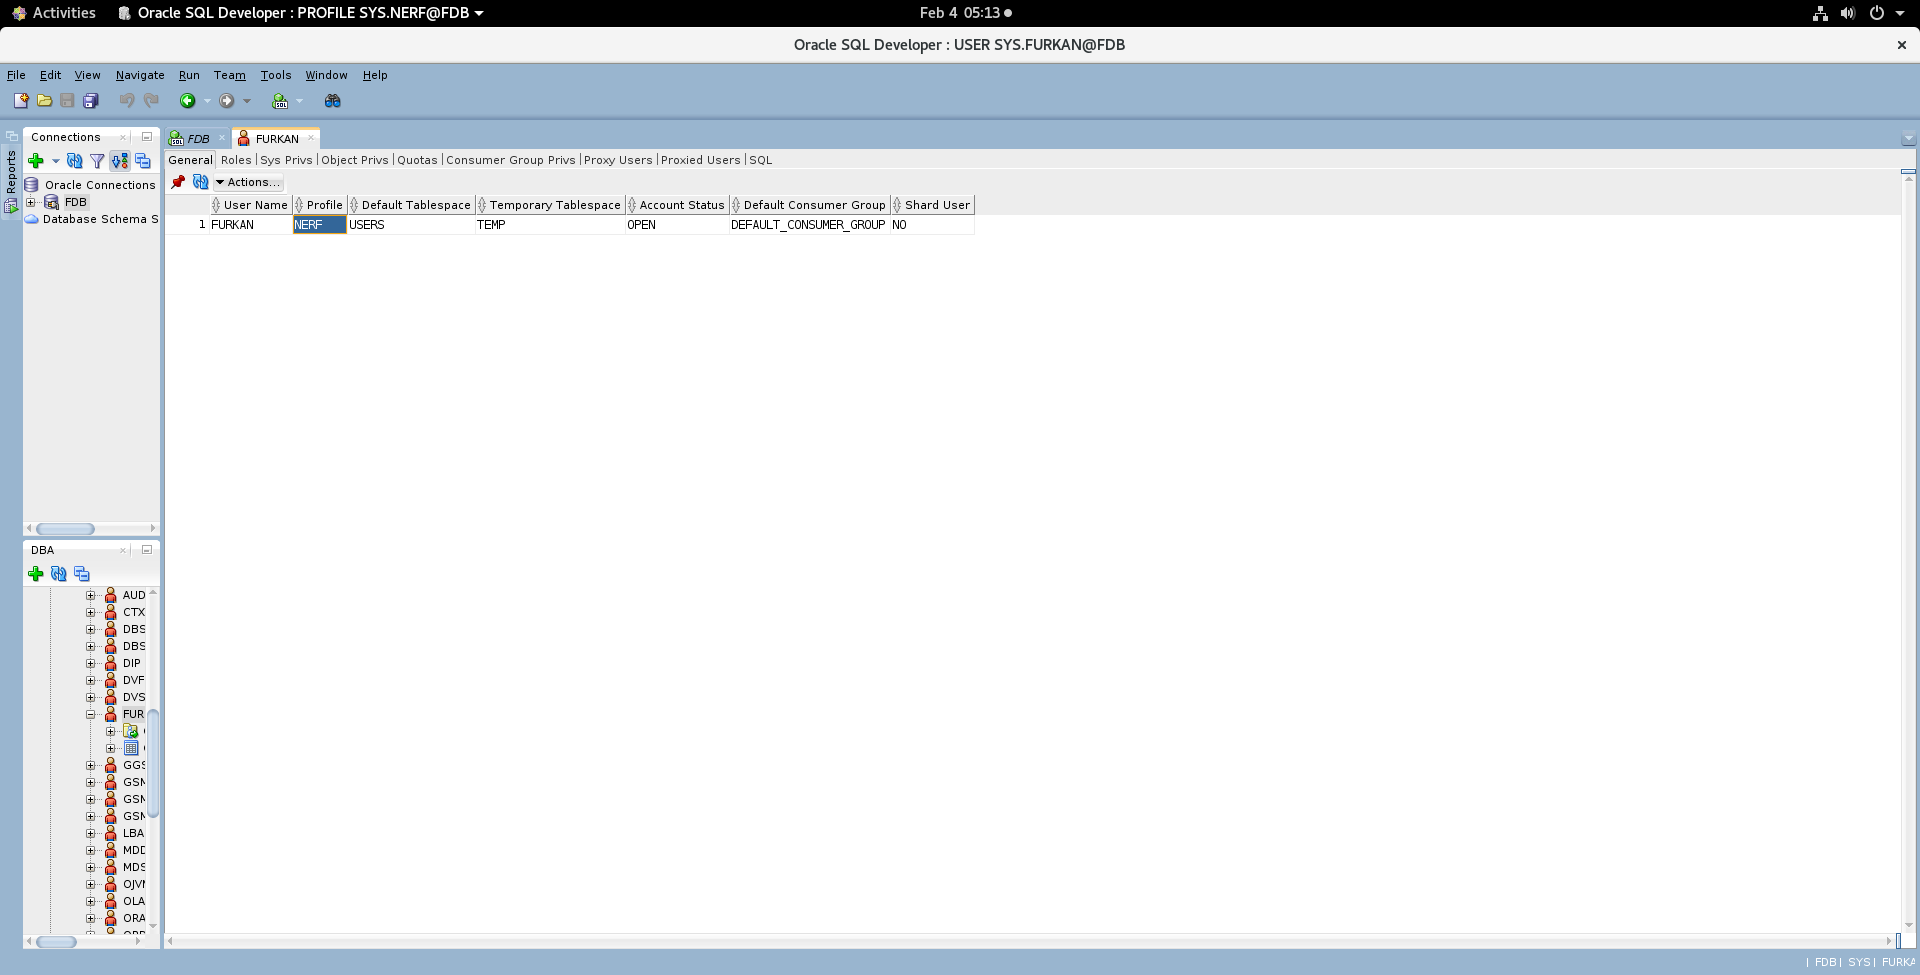 Activities Oracle SQL Developer : PROFILE SYS.NERF@FDB Feb 4 05:13
Oracle SQL Developer : USER SYS.FURKAN@FDB
File Edit View Navigate Run Team Tools Window Help
Connections
FDB FURKAN
Reports
General Roles Sys Privs Object Privs Quotas Consumer Group Privs Proxy Users Proxied Users SQL
Actions...
Oracle Connections
FDB
Database Schema S
User Name Profile Default Tablespace Temporary Tablespace Account Status Default Consumer Group Shard User
1 FURKAN NERF USERS TEMP OPEN DEFAULT_CONSUMER_GROUP NO
DBA
AUD
CTX
DBS
DBS
DIP
DVF
DVS
FUR
GGS
GSM
GSM
GSM
LBA
MDD
MDS
OJVM
OLA
ORA
FDB | SYS | FURKA